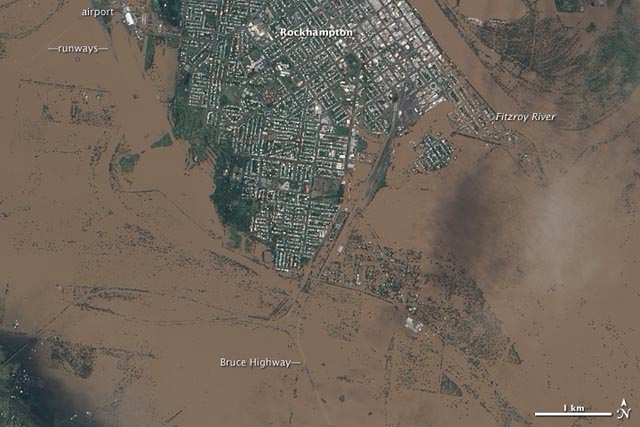 airport
Rockhampton
runways
Fitzroy River
Bruce Highway
1 km
N